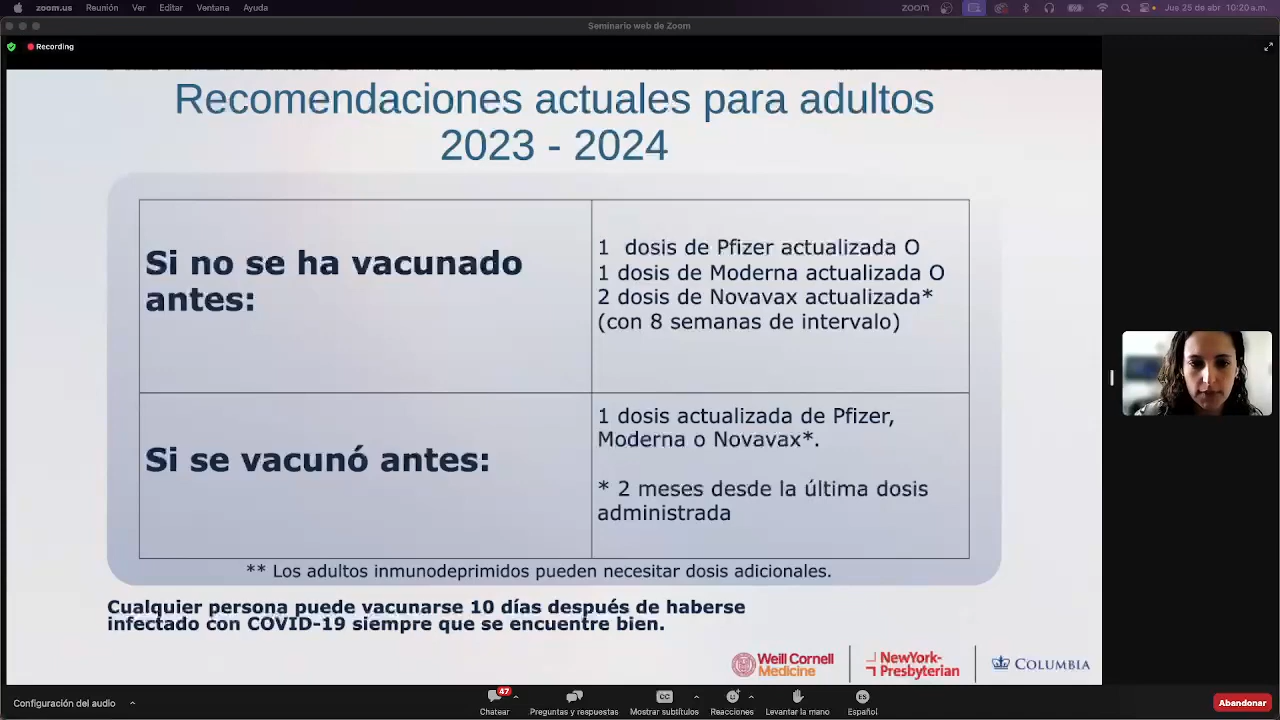 zoom.us Reunión Ver Editar Ventana Ayuda
zoom
Jue 25 de abr 10:20 a.m.
Seminario web de Zoom
Recording
Recomendaciones actuales para adultos
2023 - 2024
Si no se ha vacunado
antes:
1 dosis de Pfizer actualizada O
1 dosis de Moderna actualizada O
2 dosis de Novavax actualizada*
(con 8 semanas de intervalo)
Si se vacunó antes:
1 dosis actualizada de Pfizer,
Moderna o Novavax*.
* 2 meses desde la última dosis
administrada
** Los adultos inmunodeprimidos pueden necesitar dosis adicionales.
Cualquier persona puede vacunarse 10 días después de haberse
infectado con COVID-19 siempre que se encuentre bien.
Weill Cornell
Medicine
NewYork-
Presbyterian
COLUMBIA
Configuración del audio
47
Chatear
Preguntas y respuestas
CC
Mostrar subtítulos
Reacciones
Levantar la mano
ES
Español
Abandonar